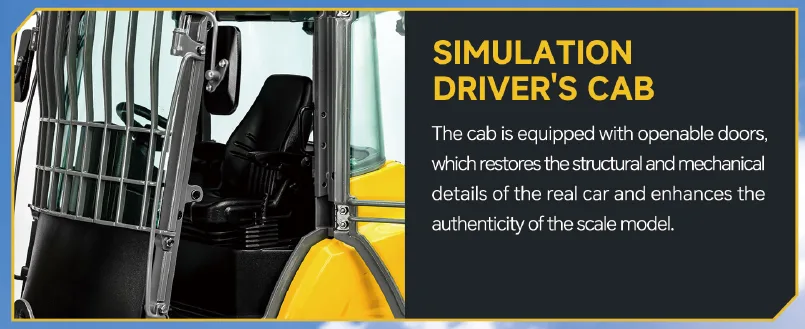 SIMULATION
DRIVER'S CAB
The cab is equipped with openable doors,
which restores the structural and mechanical
details of the real car and enhances the
authenticity of the scale model.